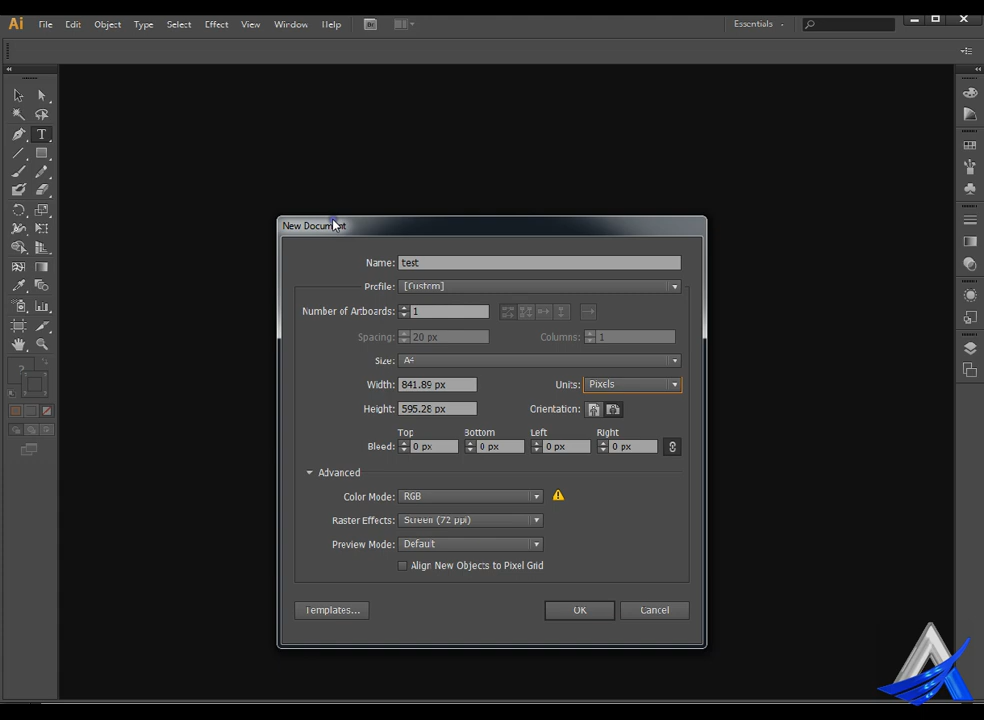 Ai File Edit Object Type Select Effect View Window Help Br Essentials
T
New Document
Name: test
Profile: [Custom]
Number of Artboards: 1
Spacing: 20 px Columns: 1
Size: A4
Width: 841.89 px Units: Pixels
Height: 595.28 px Orientation:
Top Bottom Left Right
Bleed: 0 px 0 px 0 px 0 px
Advanced
Color Mode: RGB
Raster Effects: Screen (72 ppi)
Preview Mode: Default
Align New Objects to Pixel Grid
Templates... OK Cancel